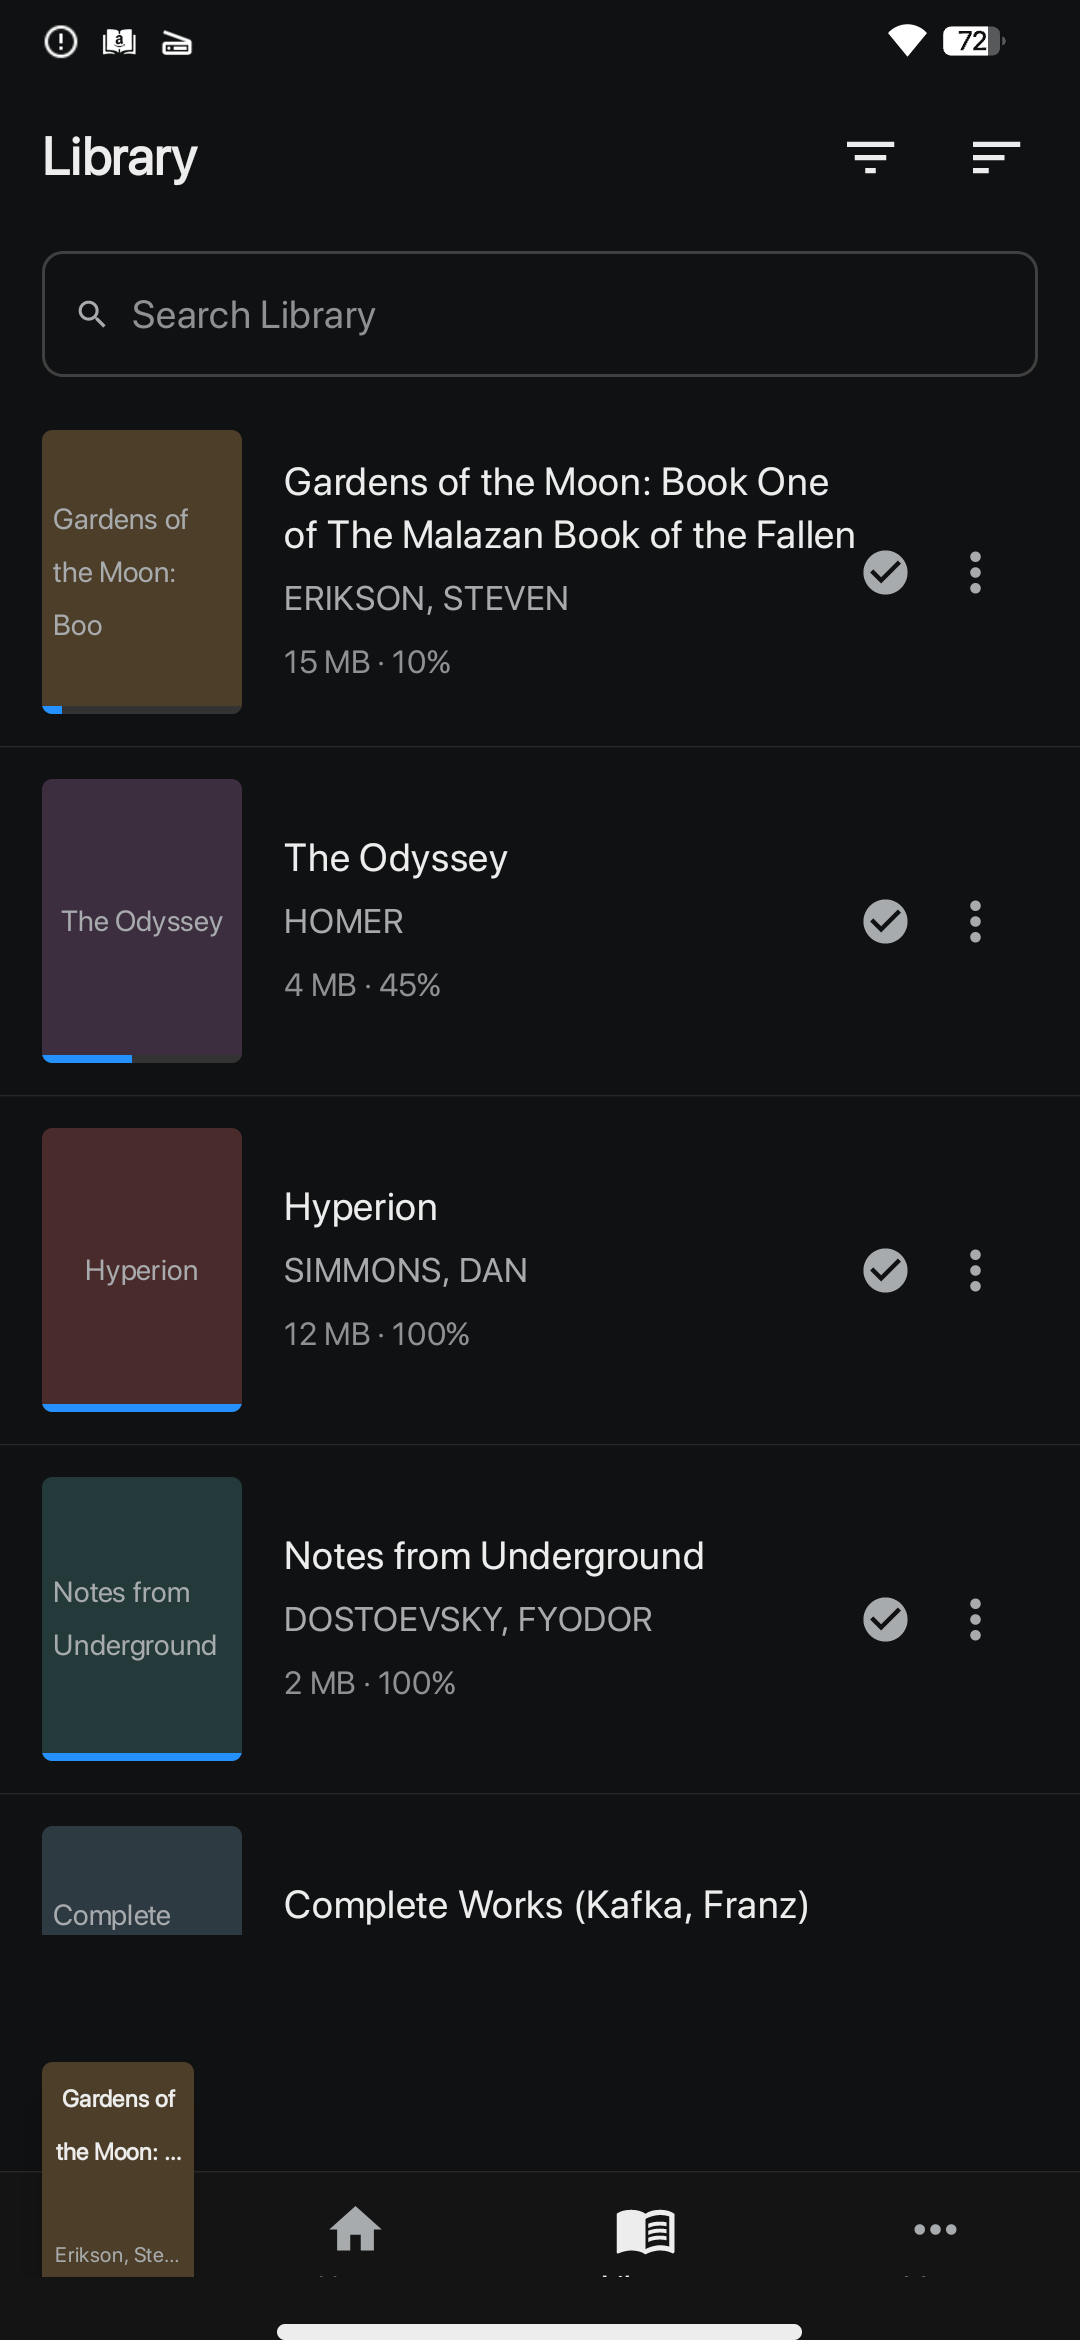 72
Library
Search Library
Gardens of
the Moon:
Boo
Gardens of the Moon: Book One
of The Malazan Book of the Fallen
ERIKSON, STEVEN
15 MB · 10%
The Odyssey
The Odyssey
HOMER
4 MB · 45%
Hyperion
Hyperion
SIMMONS, DAN
12 MB · 100%
Notes from
Underground
Notes from Underground
DOSTOEVSKY, FYODOR
2 MB · 100%
Complete
Complete Works (Kafka, Franz)
Gardens of
the Moon: ...
Erikson, Ste...